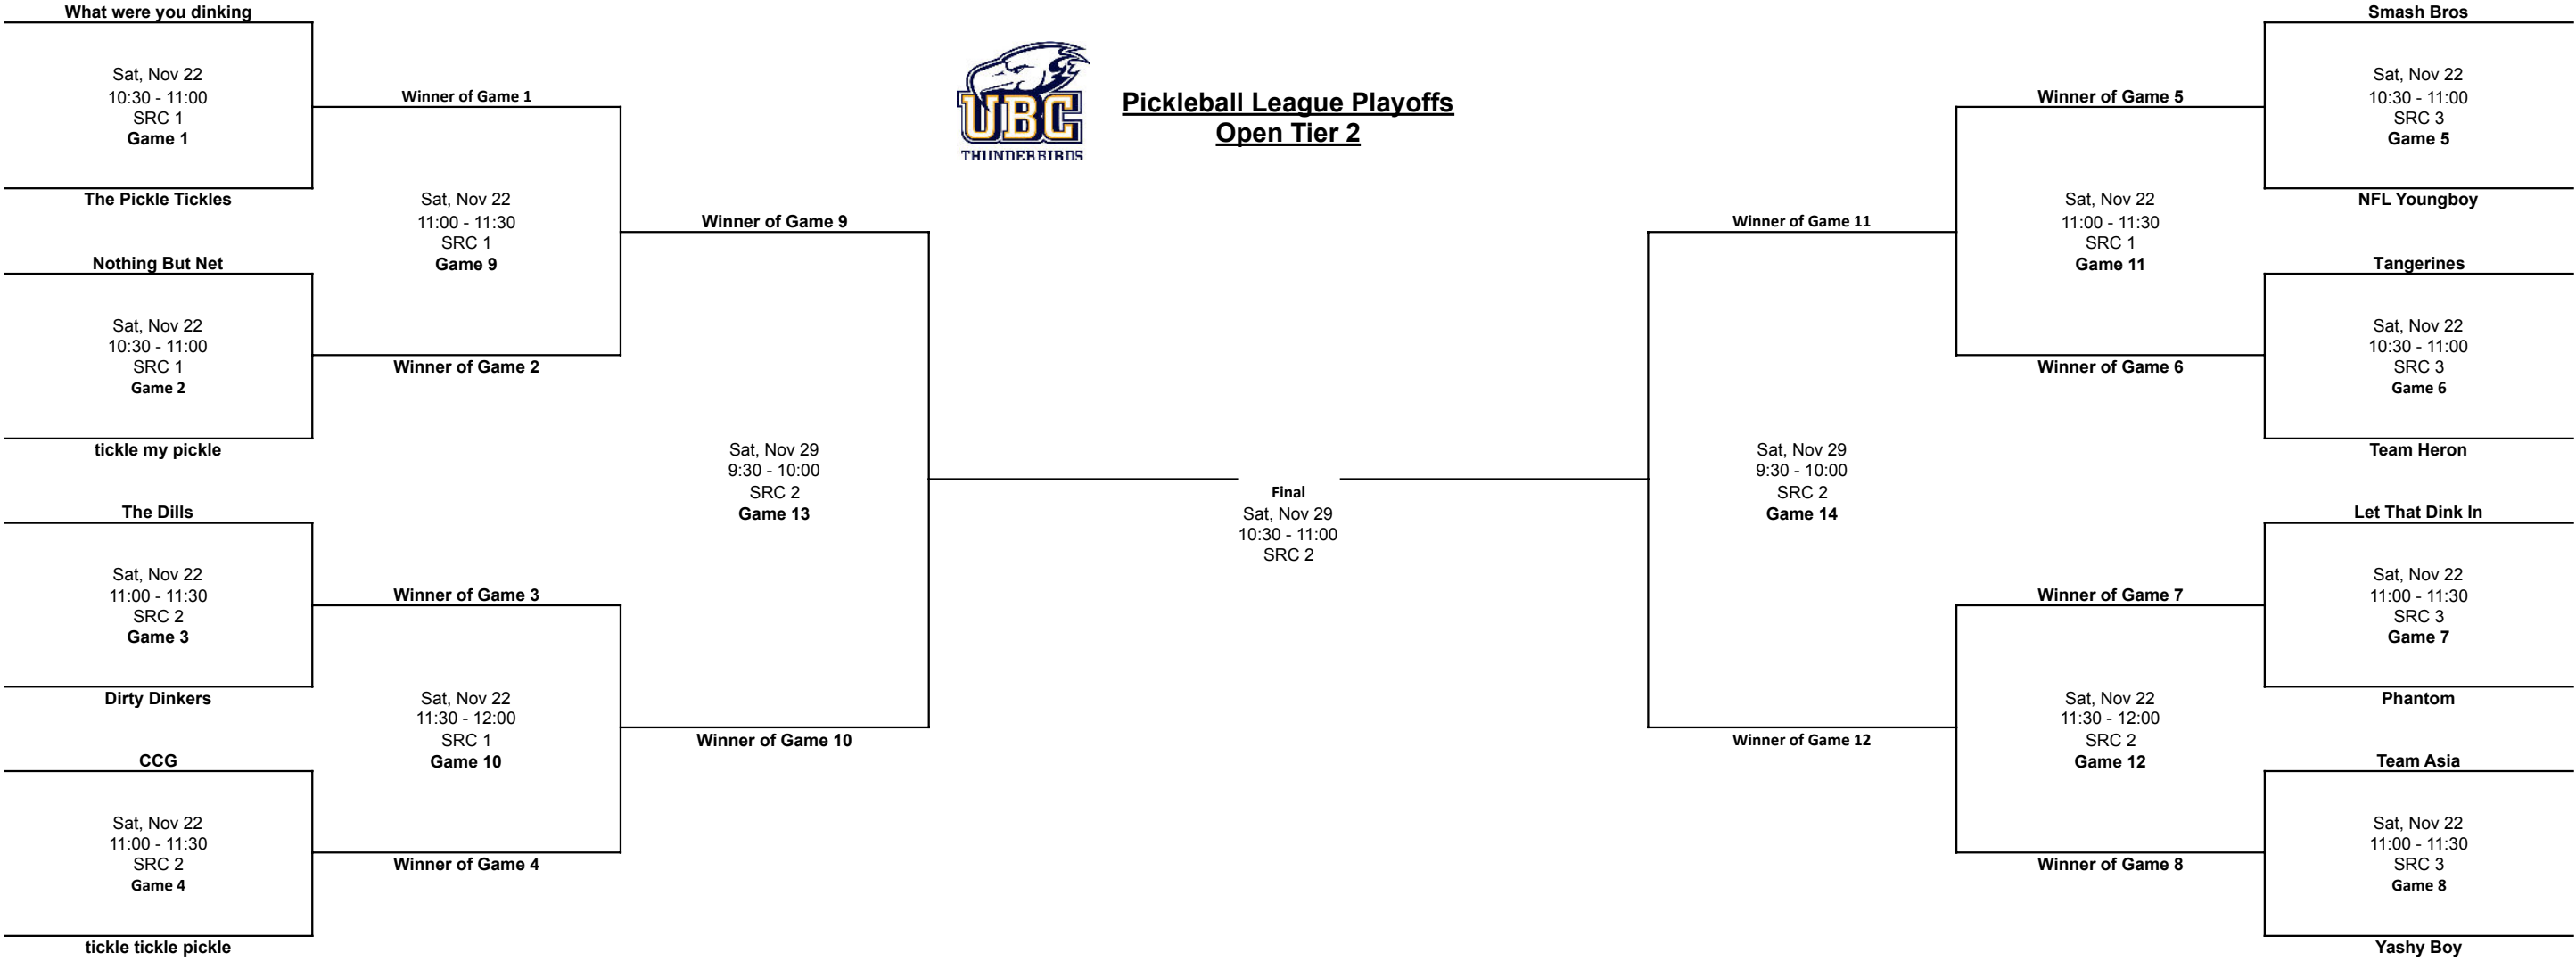 What were you dinking
Sat, Nov 22
10:30 - 11:00
SRC 1
Game 1
The Pickle Tickles
Nothing But Net
Sat, Nov 22
10:30 - 11:00
SRC 1
Game 2
tickle my pickle
The Dills
Sat, Nov 22
11:00 - 11:30
SRC 2
Game 3
Dirty Dinkers
CCG
Sat, Nov 22
11:00 - 11:30
SRC 2
Game 4
tickle tickle pickle
Winner of Game 1
Sat, Nov 22
11:00 - 11:30
SRC 1
Game 9
Winner of Game 2
Winner of Game 3
Sat, Nov 22
11:30 - 12:00
SRC 1
Game 10
Winner of Game 4
Winner of Game 9
Sat, Nov 29
9:30 - 10:00
SRC 2
Game 13
Winner of Game 10
UBC
THUNDERBIRDS
Pickleball League Playoffs
Open Tier 2
Final
Sat, Nov 29
10:30 - 11:00
SRC 2
Winner of Game 11
Sat, Nov 29
9:30 - 10:00
SRC 2
Game 14
Winner of Game 12
Winner of Game 5
Sat, Nov 22
11:00 - 11:30
SRC 1
Game 11
Winner of Game 6
Winner of Game 7
Sat, Nov 22
11:30 - 12:00
SRC 2
Game 12
Winner of Game 8
Smash Bros
Sat, Nov 22
10:30 - 11:00
SRC 3
Game 5
NFL Youngboy
Tangerines
Sat, Nov 22
10:30 - 11:00
SRC 3
Game 6
Team Heron
Let That Dink In
Sat, Nov 22
11:00 - 11:30
SRC 3
Game 7
Phantom
Team Asia
Sat, Nov 22
11:00 - 11:30
SRC 3
Game 8
Yashy Boy